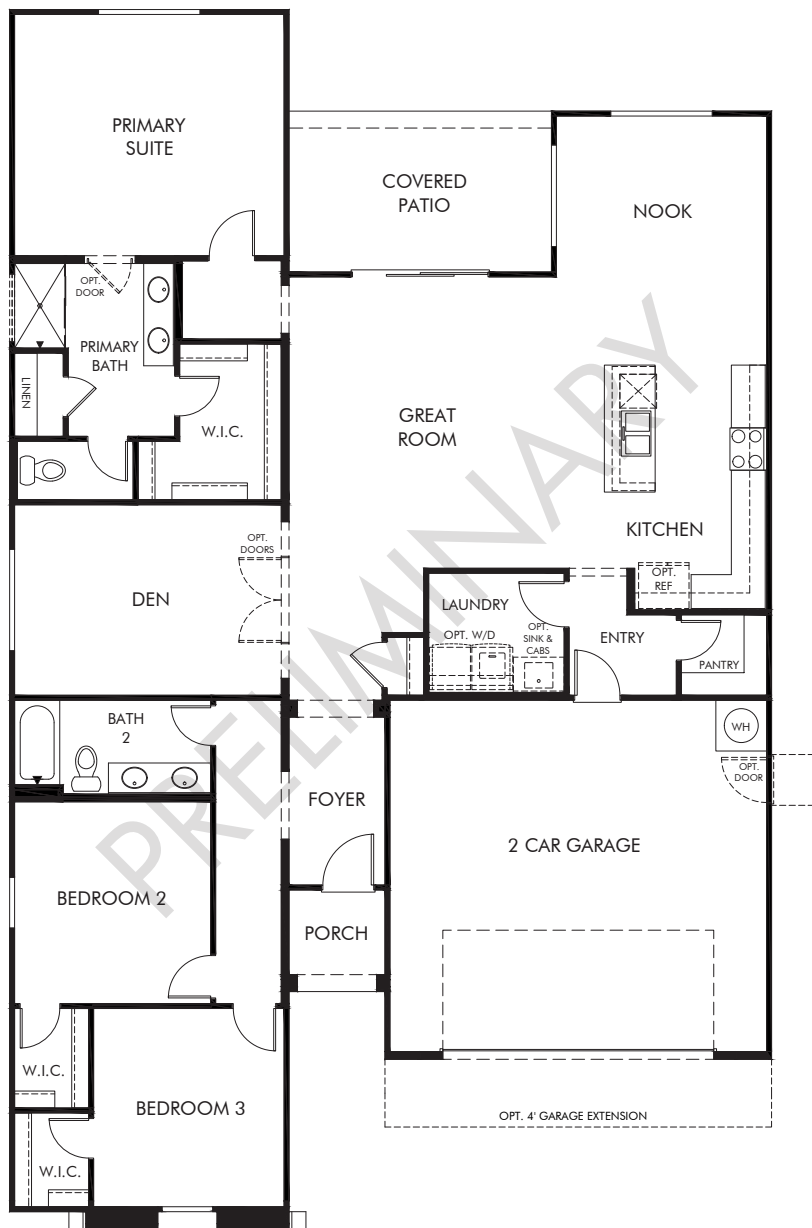 PRIMARY
SUITE
COVERED
PATIO
NOOK
OPT.
DOOR
PRIMARY
BATH
LINEN
W.I.C.
GREAT
ROOM
KITCHEN
OPT.
REF
OPT.
DOORS
DEN
LAUNDRY
OPT. W/D
OPT.
SINK &
CABS
ENTRY
PANTRY
BATH
2
WH
OPT.
DOOR
FOYER
2 CAR GARAGE
BEDROOM 2
PORCH
W.I.C.
BEDROOM 3
OPT. 4' GARAGE EXTENSION
W.I.C.
PRELIMINARY